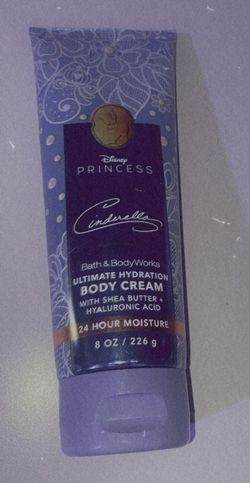 Disney
PRINCESS
Cinderella
Bath & BodyWorks
ULTIMATE HYDRATION
BODY CREAM
WITH SHEA BUTTER +
HYALURONIC ACID
24 HOUR MOISTURE
8 OZ / 226 g